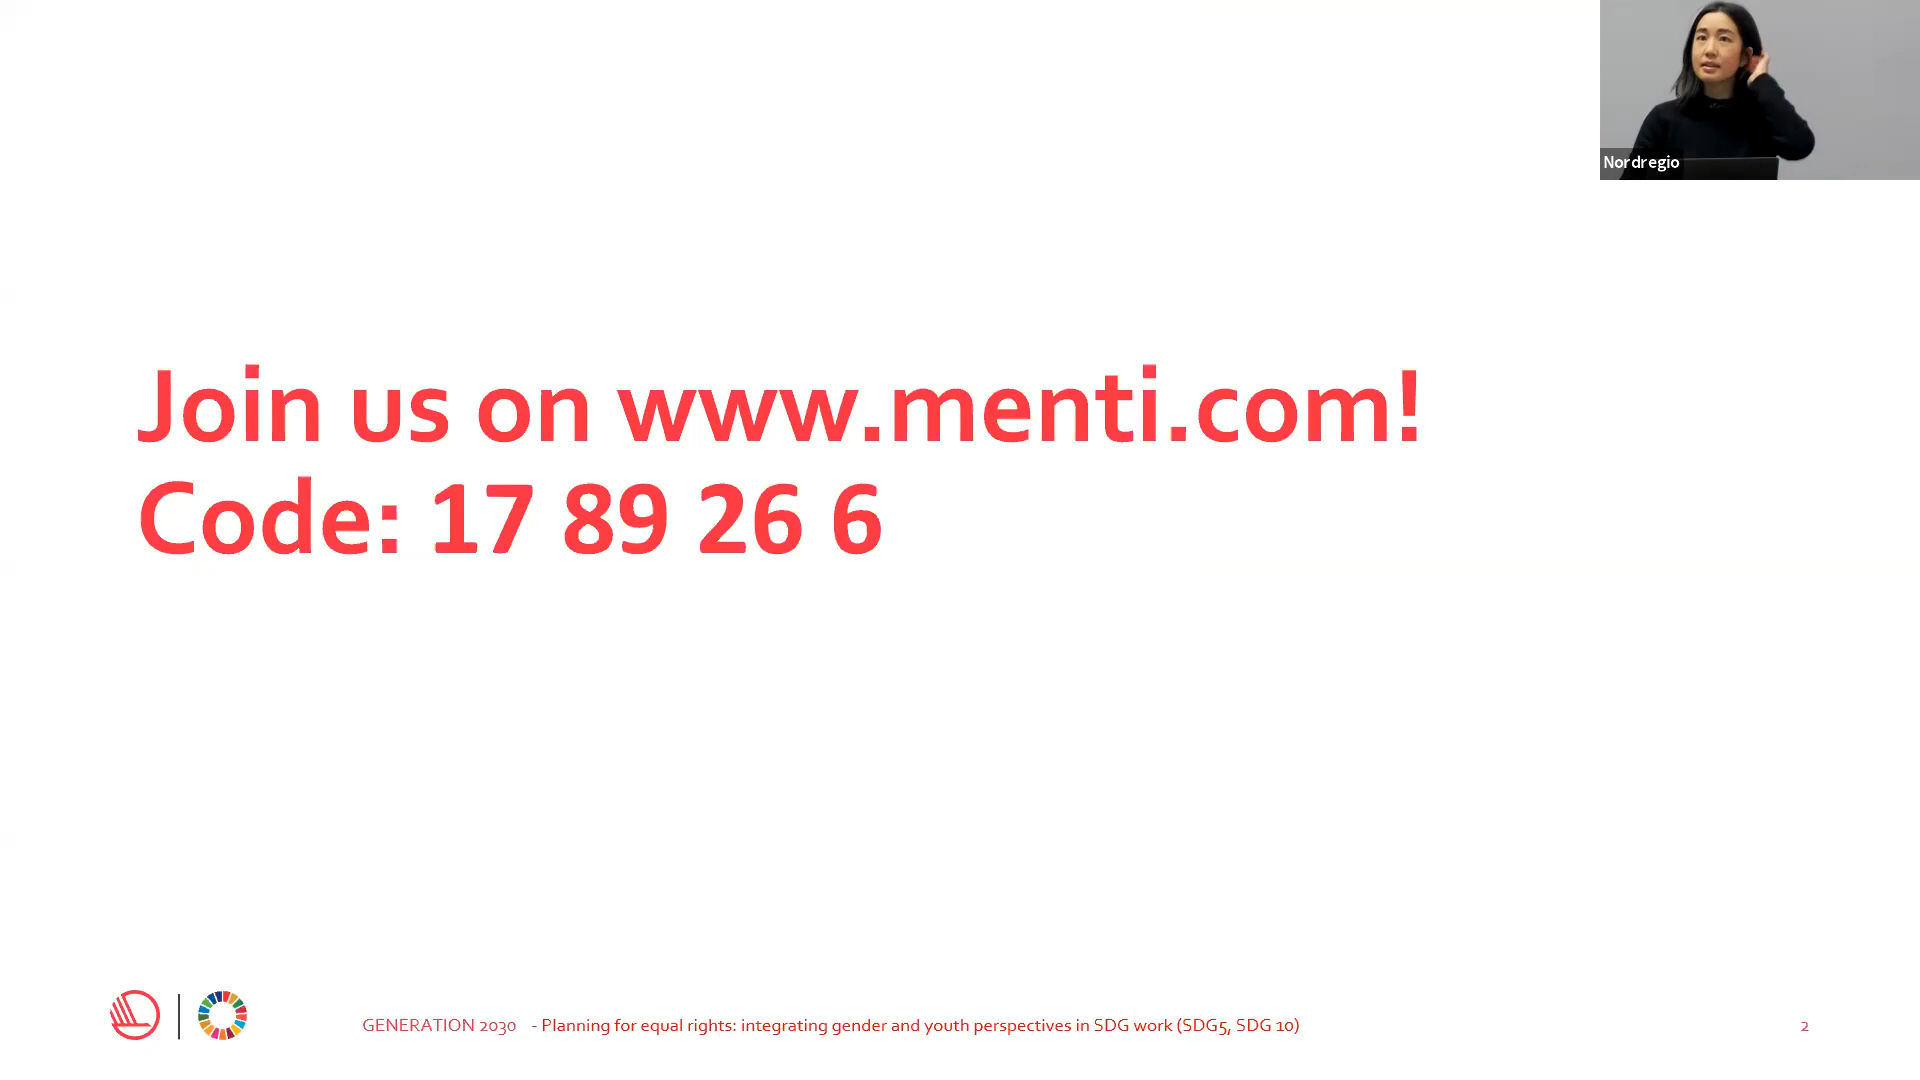 Nordregio
Join us on www.menti.com!
Code: 17 89 26 6
GENERATION 2030 - Planning for equal rights: integrating gender and youth perspectives in SDG work (SDG5, SDG 10)
2